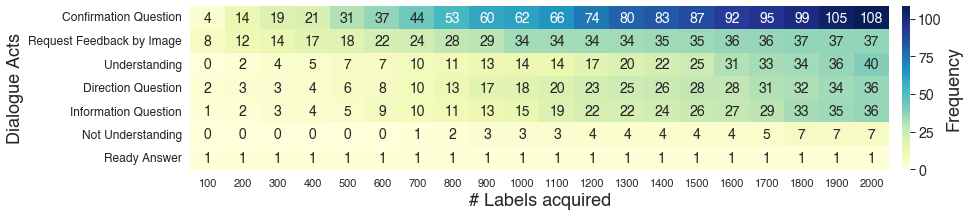 Confirmation Question 4 14 19 21 31 37 44 53 60 62 66 74 80 83 87 92 95 99 105 108
Request Feedback by Image 8 12 14 17 18 22 24 28 29 34 34 34 34 35 35 36 36 37 37 37
Understanding 0 2 4 5 7 7 10 11 13 14 14 17 20 22 25 31 33 34 36 40
Direction Question 2 3 3 4 6 8 10 13 17 18 20 23 25 26 28 28 31 32 34 36
Information Question 1 2 3 4 5 9 10 11 13 15 19 22 22 24 26 27 29 33 35 36
Not Understanding 0 0 0 0 0 0 1 2 3 3 3 4 4 4 4 4 5 7 7 7
Ready Answer 1 1 1 1 1 1 1 1 1 1 1 1 1 1 1 1 1 1 1 1
100 200 300 400 500 600 700 800 900 1000 1100 1200 1300 1400 1500 1600 1700 1800 1900 2000
# Labels acquired
Dialogue Acts
100
75
50
25
0
Frequency